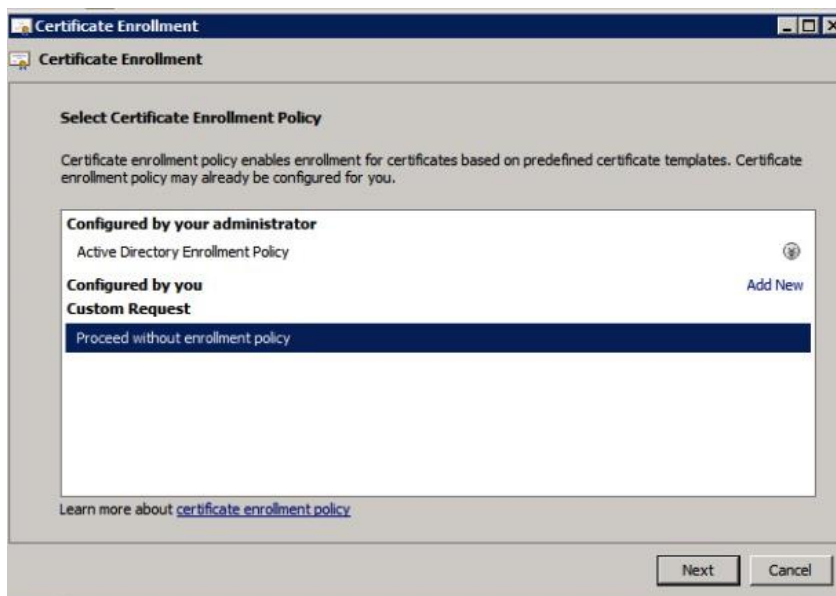 Certificate Enrollment
Certificate Enrollment
Select Certificate Enrollment Policy
Certificate enrollment policy enables enrollment for certificates based on predefined certificate templates. Certificate
enrollment policy may already be configured for you.
Configured by your administrator
Active Directory Enrollment Policy
Configured by you Add New
Custom Request
Proceed without enrollment policy
Learn more about certificate enrollment policy
Next Cancel